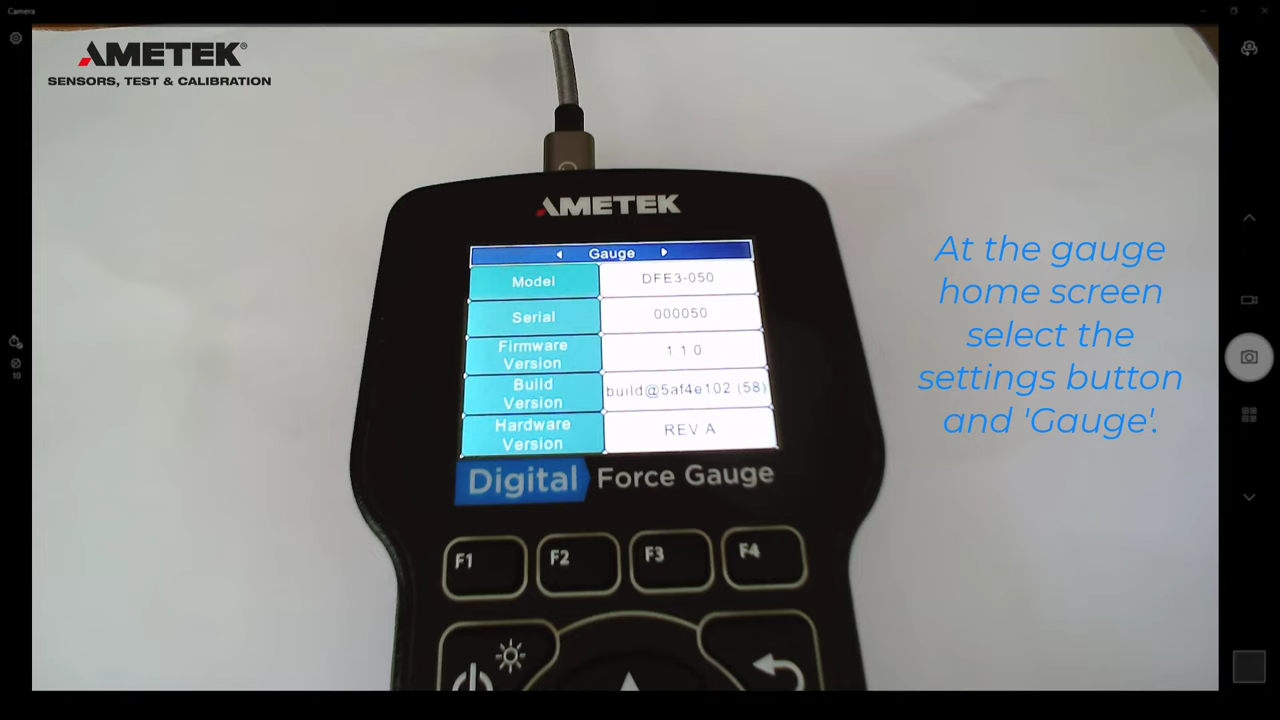 Camera
AMETEK®
SENSORS, TEST & CALIBRATION
AMETEK
Gauge
Model DFE3-050
Serial 000050
Firmware Version 1 1 0
Build Version build@5af4e102 (58)
Hardware Version REV A
Digital Force Gauge
F1 F2 F3 F4
At the gauge
home screen
select the
settings button
and 'Gauge'.
10